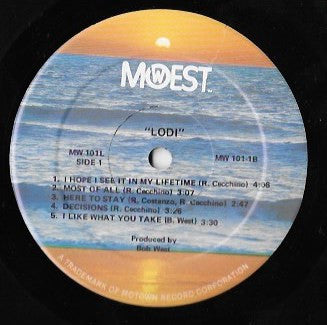 MOWEST
"LODI"
MW 101L
SIDE 1
MW 101-1B
1. I HOPE I SEE IT IN MY LIFETIME (R. Cecchino) 4:08
2. MOST OF ALL (R. Cecchino) 3:07
3. HERE TO STAY (R. Costanzo, R. Cecchino) 2:47
4. DECISIONS (R. Cecchino) 3:26
5. I LIKE WHAT YOU TAKE (B. West) 3:30
Produced by
Bob West
A TRADEMARK OF MOTOWN RECORD CORPORATION